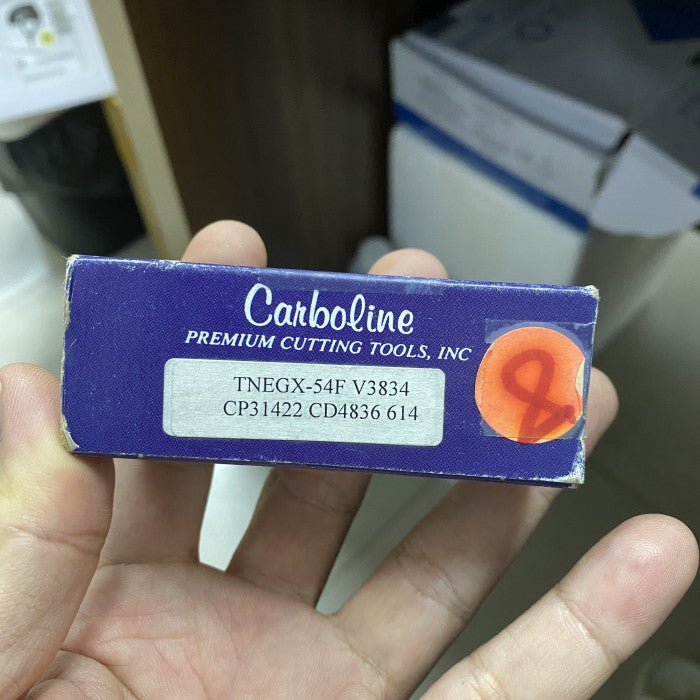 Carboline
PREMIUM CUTTING TOOLS, INC
TNEGX-54F V3834
CP31422 CD4836 614
8